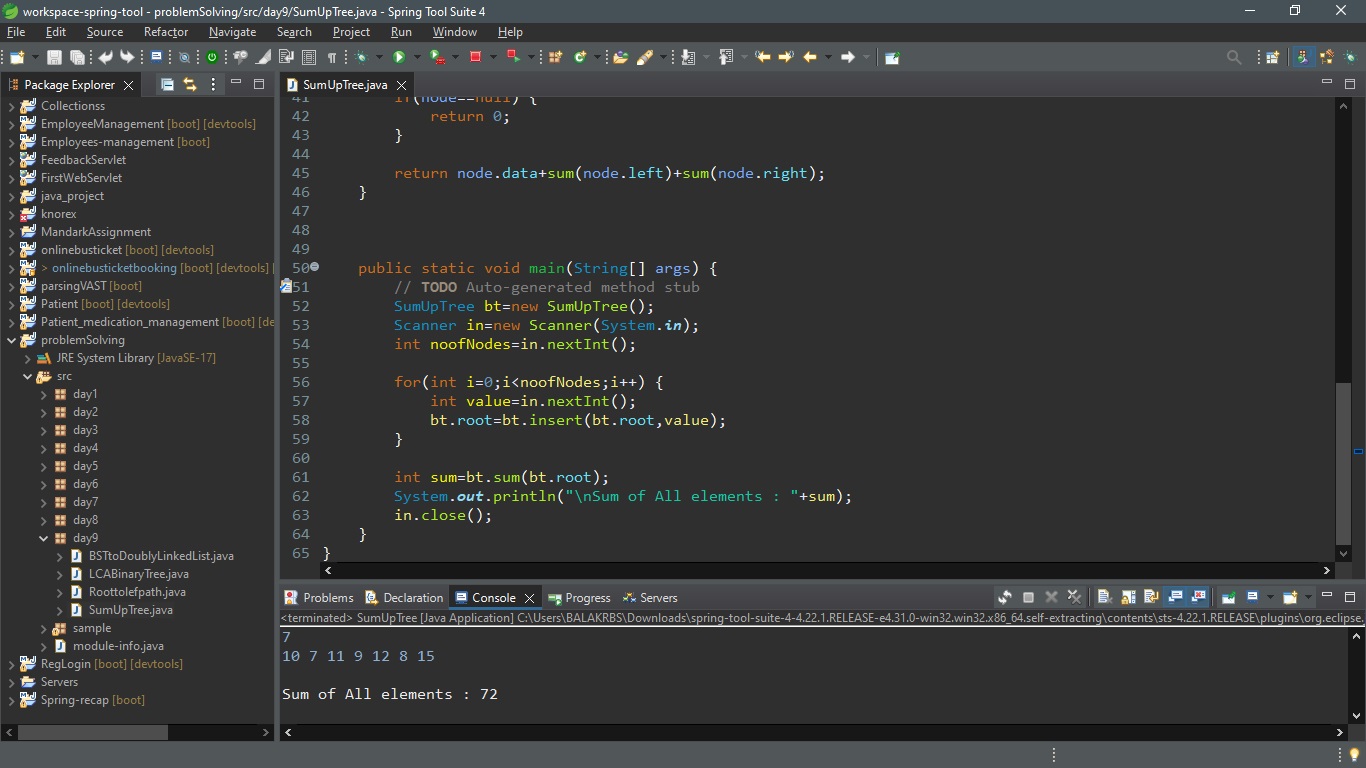 workspace-spring-tool - problemSolving/src/day9/SumUpTree.java - Spring Tool Suite 4
File Edit Source Refactor Navigate Search Project Run Window Help
Package Explorer
Collectionss
EmployeeManagement [boot] [devtools]
Employees-management [boot]
FeedbackServlet
FirstWebServlet
java_project
knorex
MandarkAssignment
onlinebusticket [boot] [devtools]
> onlinebusticketbooking [boot] [devtools] [
parsingVAST [boot]
Patient [boot] [devtools]
Patient_medication_management [boot] [de
problemSolving
JRE System Library [JavaSE-17]
src
day1
day2
day3
day4
day5
day6
day7
day8
day9
BSTtoDoublyLinkedList.java
LCABinaryTree.java
Roottolefpath.java
SumUpTree.java
sample
module-info.java
RegLogin [boot] [devtools]
Servers
Spring-recap [boot]
SumUpTree.java
41 if(node==null) {
42 return 0;
43 }
44
45 return node.data+sum(node.left)+sum(node.right);
46 }
47
48
49
50 public static void main(String[] args) {
51 // TODO Auto-generated method stub
52 SumUpTree bt=new SumUpTree();
53 Scanner in=new Scanner(System.in);
54 int noofNodes=in.nextInt();
55
56 for(int i=0;i<noofNodes;i++) {
57 int value=in.nextInt();
58 bt.root=bt.insert(bt.root,value);
59 }
60
61 int sum=bt.sum(bt.root);
62 System.out.println("\nSum of All elements : "+sum);
63 in.close();
64 }
65 }
Problems Declaration Console Progress Servers
<terminated> SumUpTree [Java Application] C:\Users\BALAKRBS\Downloads\spring-tool-suite-4-4.22.1.RELEASE-e4.31.0-win32.win32.x86_64.self-extracting\contents\sts-4.22.1.RELEASE\plugins\org.eclipse.
7
10 7 11 9 12 8 15
Sum of All elements : 72